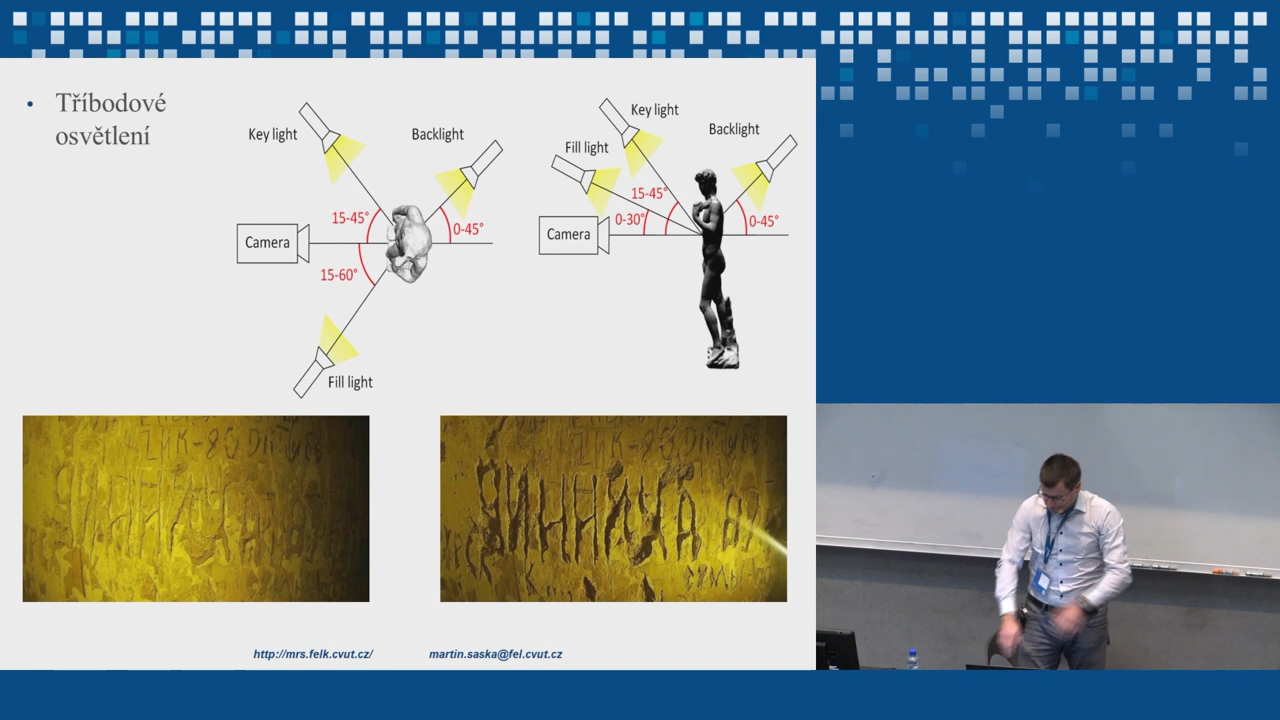 • Tříbodové
osvětlení
Key light
Backlight
15-45°
0-45°
Camera
15-60°
Fill light
Key light
Fill light
Backlight
15-45°
0-30°
0-45°
Camera
http://mrs.felk.cvut.cz/
martin.saska@fel.cvut.cz